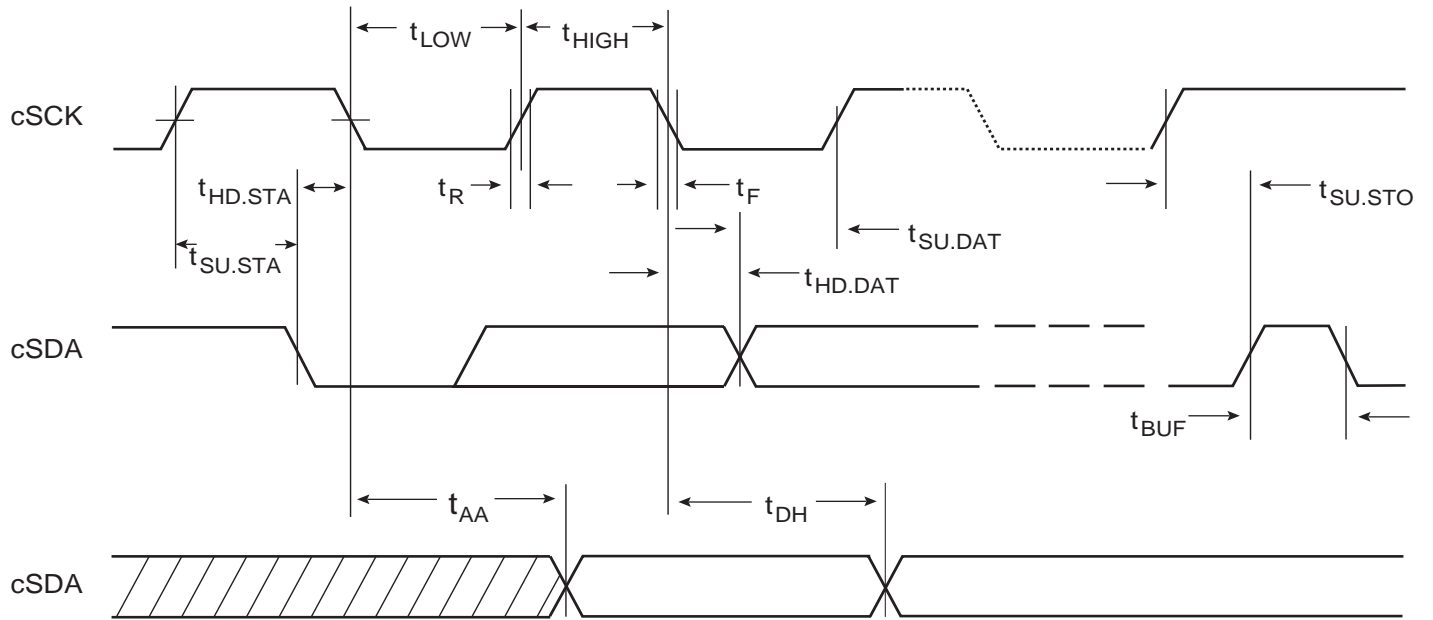 tLOW
tHIGH
cSCK
tHD.STA
tR
tF
tSU.STO
tSU.STA
tSU.DAT
tHD.DAT
cSDA
tBUF
tAA
tDH
cSDA